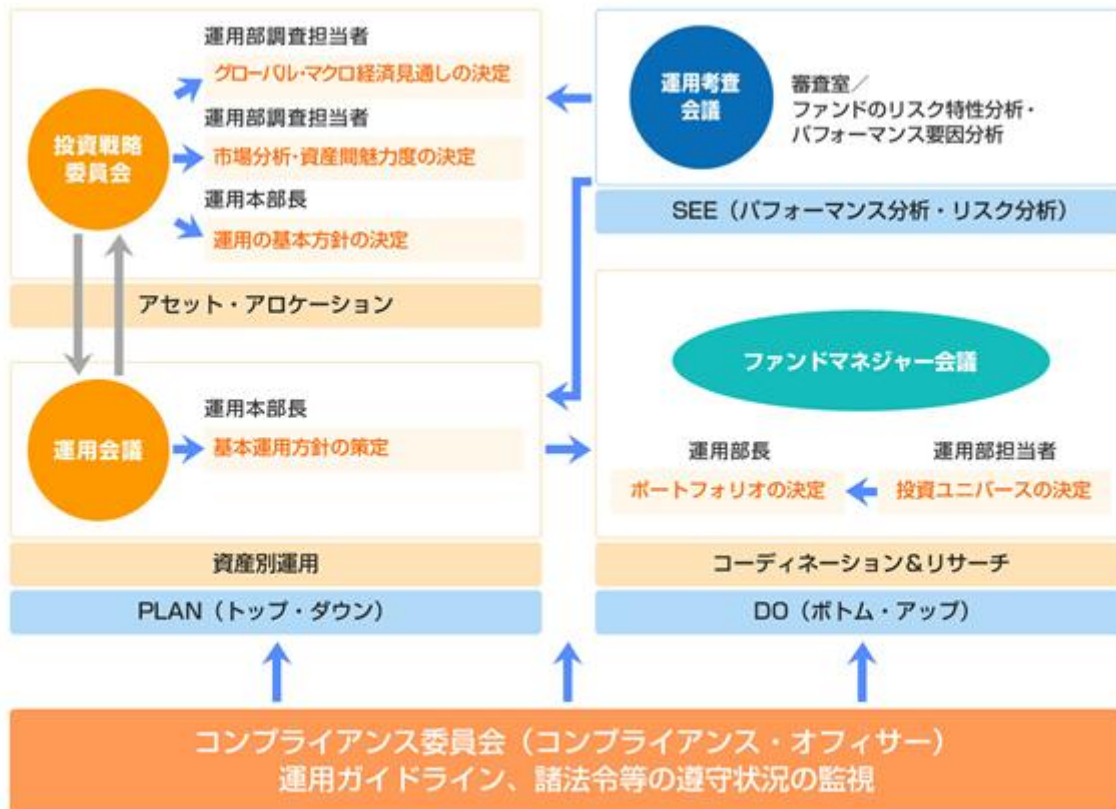 投資戦略
委員会
運用部調査担当者
グローバル・マクロ経済見通しの決定
運用部調査担当者
市場分析・資産間魅力度の決定
運用本部長
運用の基本方針の決定
アセット・アロケーション
運用会議
運用本部長
基本運用方針の策定
資産別運用
PLAN（トップ・ダウン）
運用考査
会議
審査室／
ファンドのリスク特性分析・
パフォーマンス要因分析
SEE（パフォーマンス分析・リスク分析）
ファンドマネジャー会議
運用部長
ポートフォリオの決定
運用部担当者
投資ユニバースの決定
コーディネーション＆リサーチ
DO（ボトム・アップ）
コンプライアンス委員会（コンプライアンス・オフィサー）
運用ガイドライン、諸法令等の遵守状況の監視